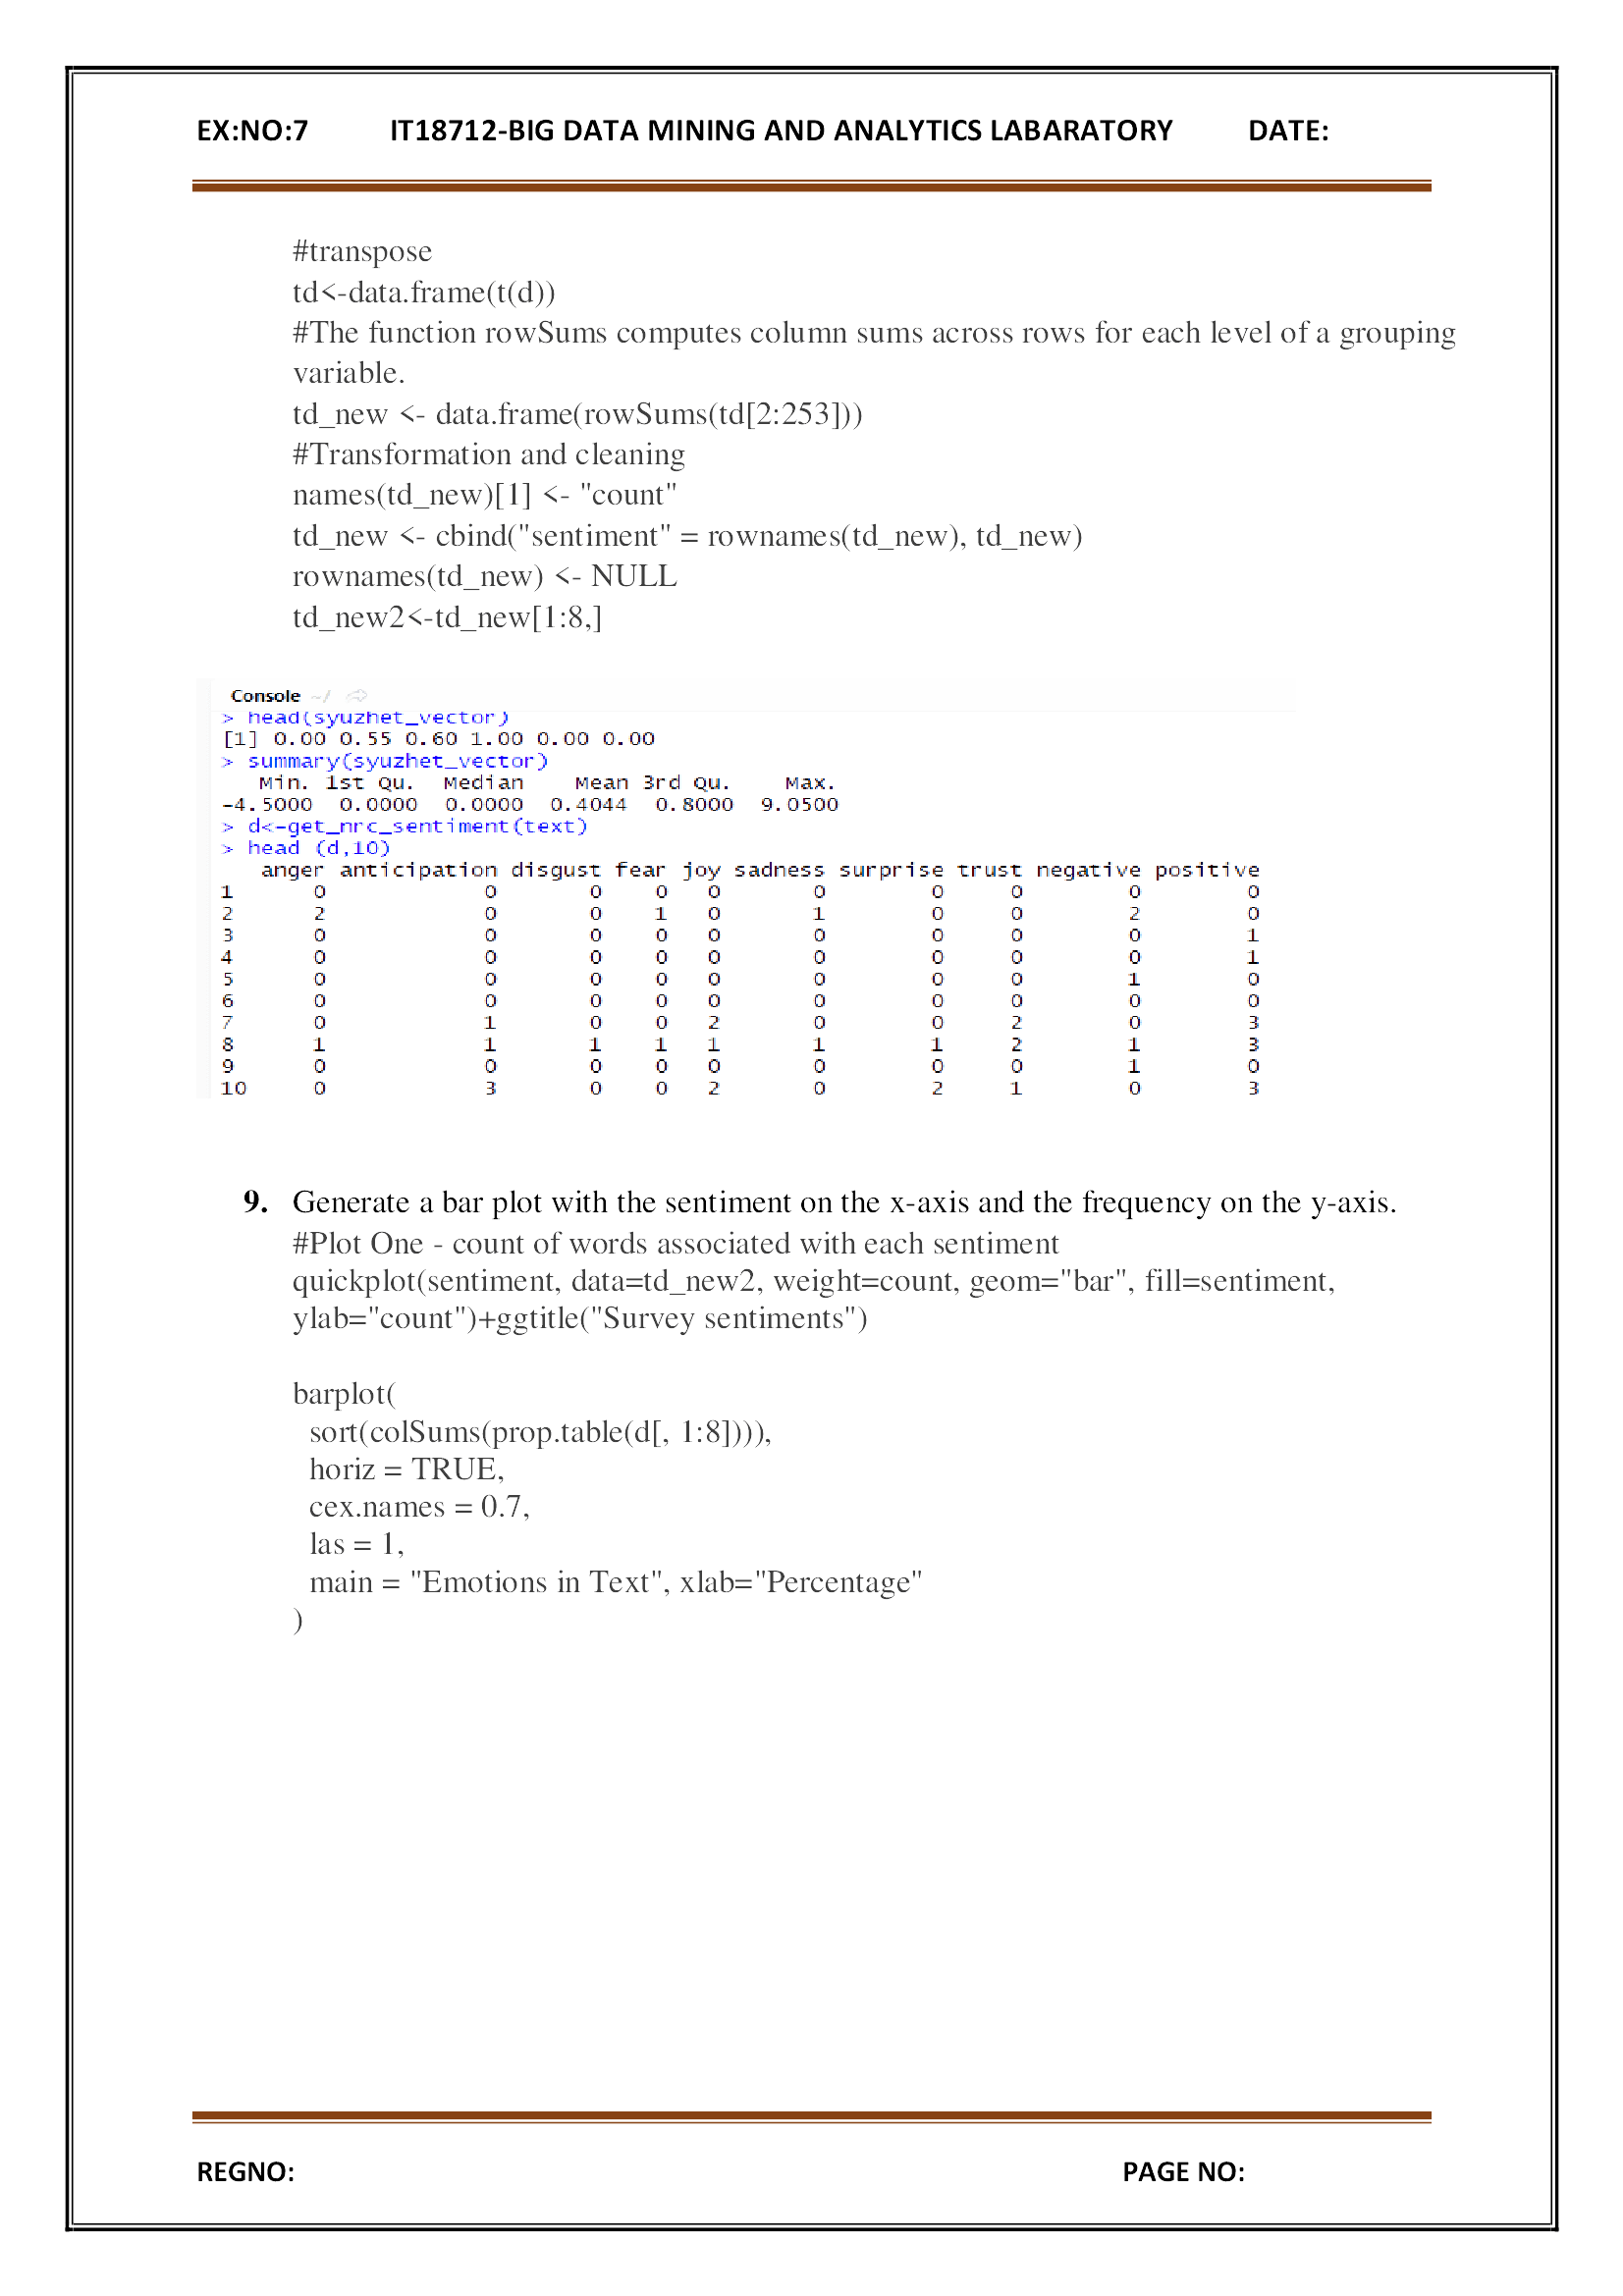 EX:NO:7 IT18712-BIG DATA MINING AND ANALYTICS LABARATORY DATE:
#transpose
td<-data.frame(t(d))
#The function rowSums computes column sums across rows for each level of a grouping
variable.
td_new <- data.frame(rowSums(td[2:253]))
#Transformation and cleaning
names(td_new)[1] <- "count"
td_new <- cbind("sentiment" = rownames(td_new), td_new)
rownames(td_new) <- NULL
td_new2<-td_new[1:8,]
Console ~/
> head(syuzhet_vector)
[1] 0.00 0.55 0.60 1.00 0.00 0.00
> summary(syuzhet_vector)
Min. 1st Qu. Median Mean 3rd Qu. Max.
-4.5000 0.0000 0.0000 0.4044 0.8000 9.0500
> d<-get_nrc_sentiment(text)
> head (d,10)
anger anticipation disgust fear joy sadness surprise trust negative positive
1 0 0 0 0 0 0 0 0 0 0
2 2 0 0 1 0 1 0 0 2 0
3 0 0 0 0 0 0 0 0 0 1
4 0 0 0 0 0 0 0 0 0 1
5 0 0 0 0 0 0 0 0 1 0
6 0 0 0 0 0 0 0 0 0 0
7 0 1 0 0 2 0 0 2 0 3
8 1 1 1 1 1 1 1 2 1 3
9 0 0 0 0 0 0 0 0 1 0
10 0 3 0 0 2 0 2 1 0 3
9. Generate a bar plot with the sentiment on the x-axis and the frequency on the y-axis.
#Plot One - count of words associated with each sentiment
quickplot(sentiment, data=td_new2, weight=count, geom="bar", fill=sentiment,
ylab="count")+ggtitle("Survey sentiments")
barplot(
sort(colSums(prop.table(d[, 1:8]))),
horiz = TRUE,
cex.names = 0.7,
las = 1,
main = "Emotions in Text", xlab="Percentage"
)
REGNO: PAGE NO: